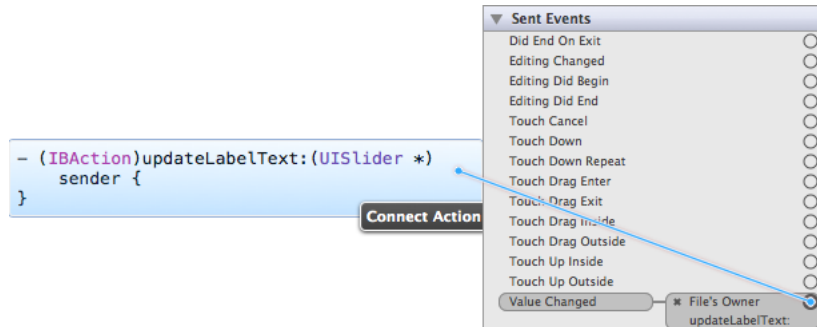 - (IBAction)updateLabelText:(UISlider *)
sender {
}
Connect Action
Sent Events
Did End On Exit
Editing Changed
Editing Did Begin
Editing Did End
Touch Cancel
Touch Down
Touch Down Repeat
Touch Drag Enter
Touch Drag Exit
Touch Drag Inside
Touch Drag Outside
Touch Up Inside
Touch Up Outside
Value Changed
File's Owner
updateLabelText: